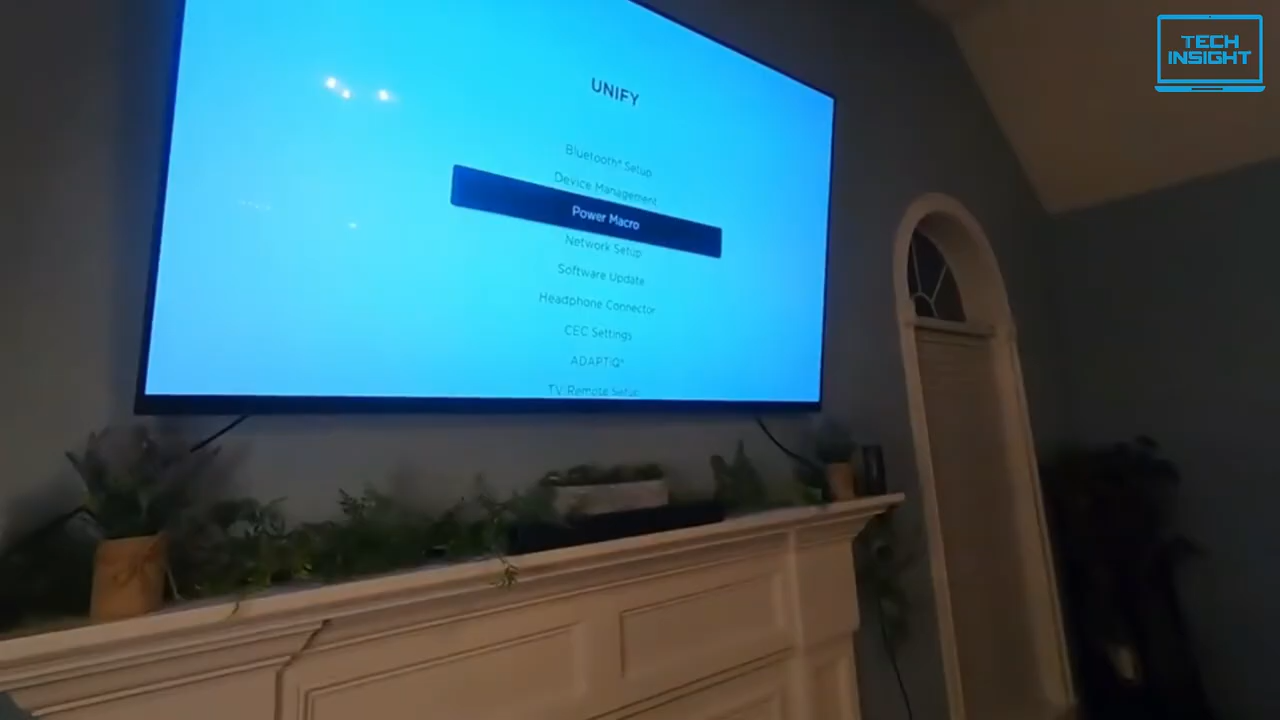 TECH
INSIGHT
UNIFY
Bluetooth® Setup
Device Management
Power Macro
Network Setup
Software Update
Headphone Connector
CEC Settings
ADAPTiQ®
TV Remote Setup